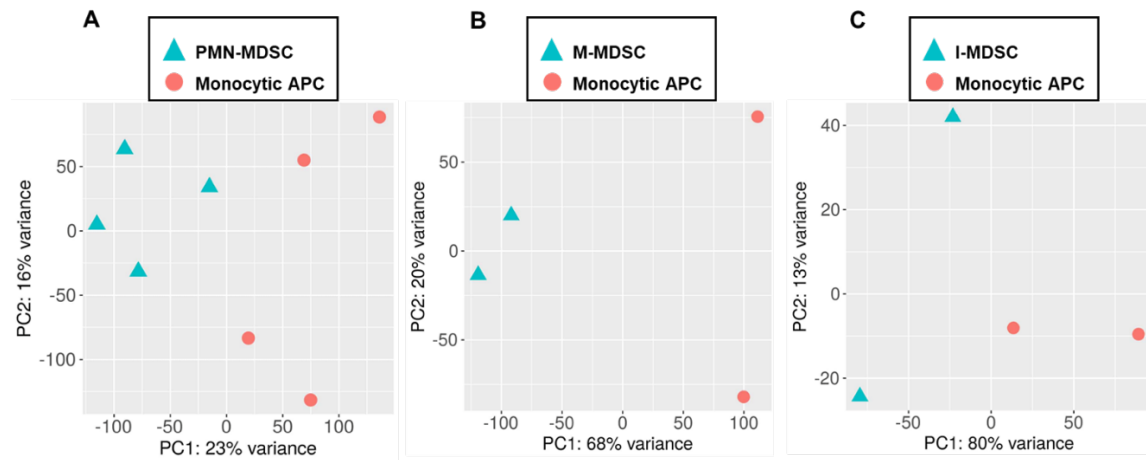 A
PMN-MDSC
Monocytic APC
50
0
-50
-100
PC2: 16% variance
-100 -50 0 50 100
PC1: 23% variance
B
M-MDSC
Monocytic APC
50
0
-50
PC2: 20% variance
-100 -50 0 50 100
PC1: 68% variance
C
I-MDSC
Monocytic APC
40
20
0
-20
PC2: 13% variance
-50 0 50
PC1: 80% variance